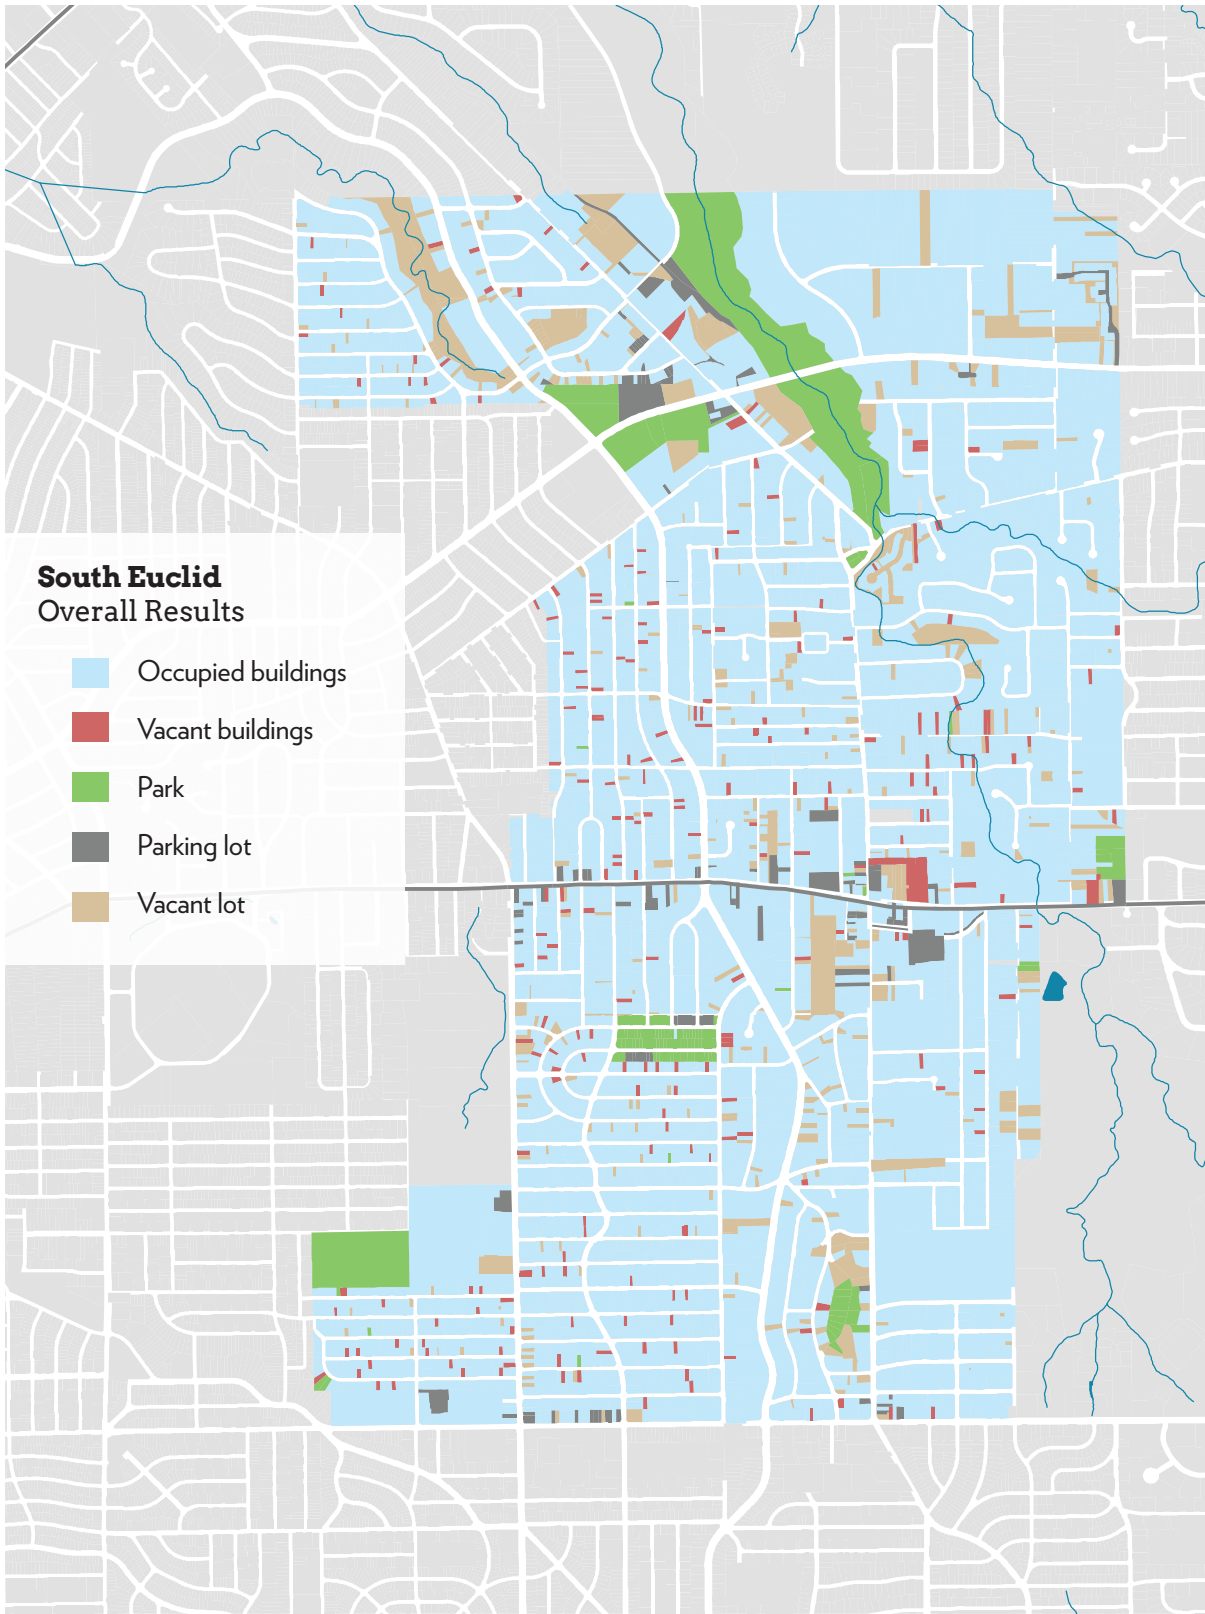 South Euclid
Overall Results
Occupied buildings
Vacant buildings
Park
Parking lot
Vacant lot